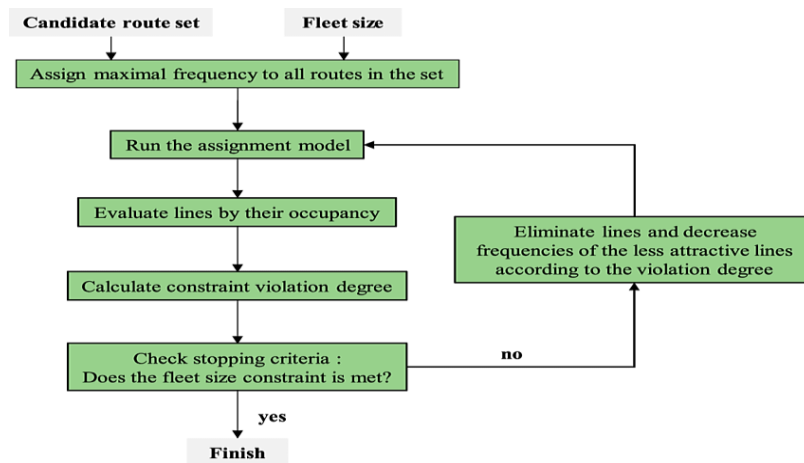 Candidate route set
Fleet size
Assign maximal frequency to all routes in the set
Run the assignment model
Evaluate lines by their occupancy
Eliminate lines and decrease
frequencies of the less attractive lines
according to the violation degree
Calculate constraint violation degree
Check stopping criteria :
Does the fleet size constraint is met?
no
yes
Finish